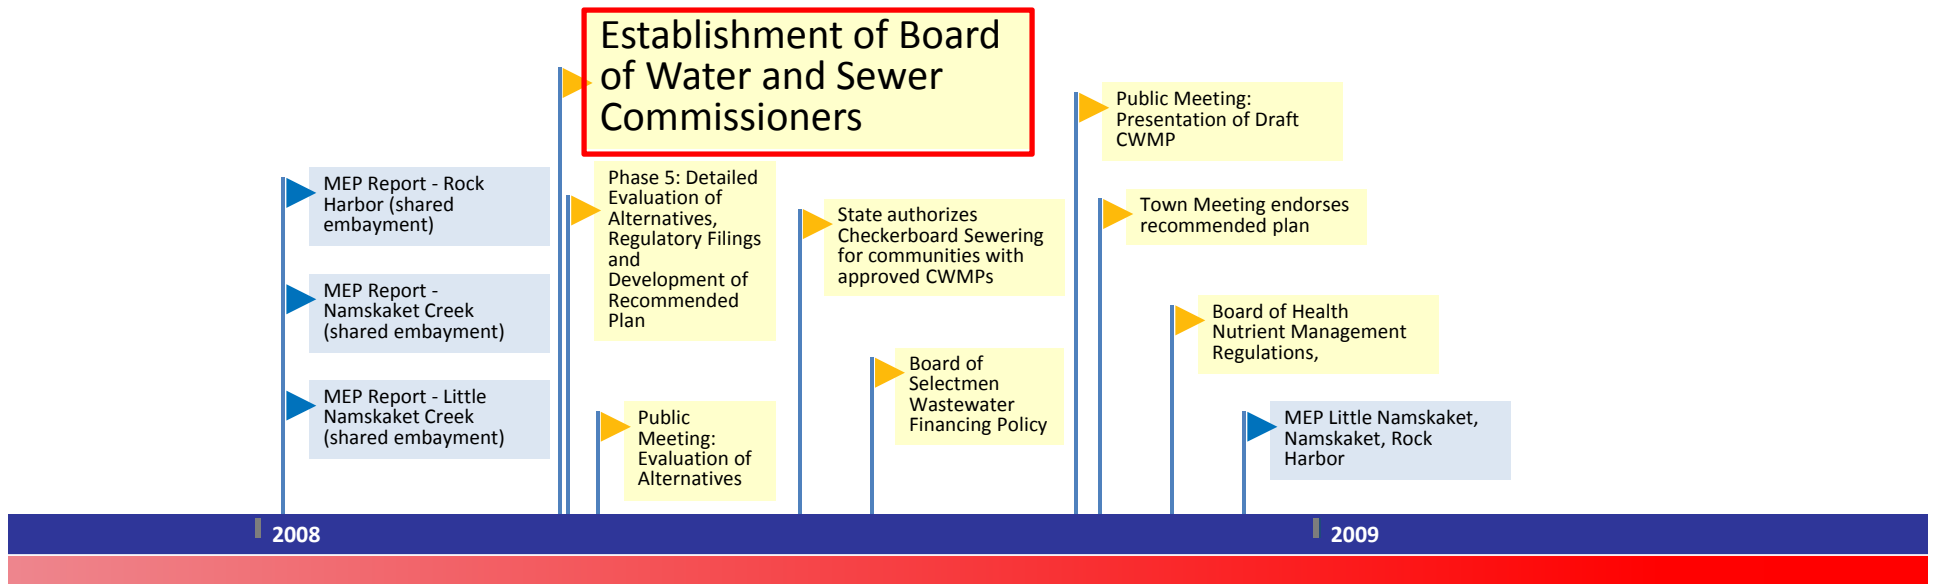 Establishment of Board
of Water and Sewer
Commissioners
MEP Report - Rock
Harbor (shared
embayment)
MEP Report -
Namskaket Creek
(shared embayment)
MEP Report - Little
Namskaket Creek
(shared embayment)
Phase 5: Detailed
Evaluation of
Alternatives,
Regulatory Filings
and
Development of
Recommended
Plan
Public
Meeting:
Evaluation of
Alternatives
State authorizes
Checkerboard Sewering
for communities with
approved CWMPs
Board of
Selectmen
Wastewater
Financing Policy
Public Meeting:
Presentation of Draft
CWMP
Town Meeting endorses
recommended plan
Board of Health
Nutrient Management
Regulations,
MEP Little Namskaket,
Namskaket, Rock
Harbor
2008
2009